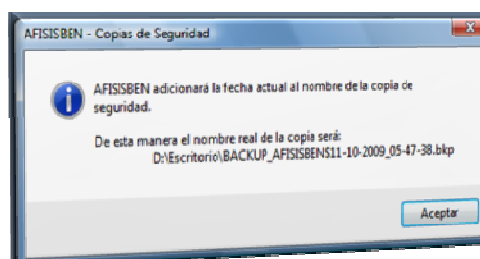 AFISISBEN - Copias de Seguridad
AFISISBEN adicionará la fecha actual al nombre de la copia de
seguridad.
De esta manera el nombre real de la copia será:
D:\Escritorio\BACKUP_AFISISBENS11-10-2009_05-47-38.bkp
Aceptar